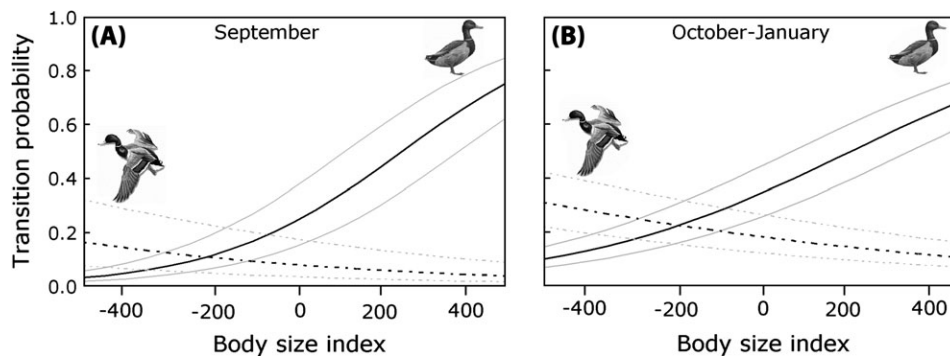 (A) September
(B) October-January
Transition probability
1.0
0.8
0.6
0.4
0.2
0.0
-400 -200 0 200 400
-400 -200 0 200 400
Body size index
Body size index